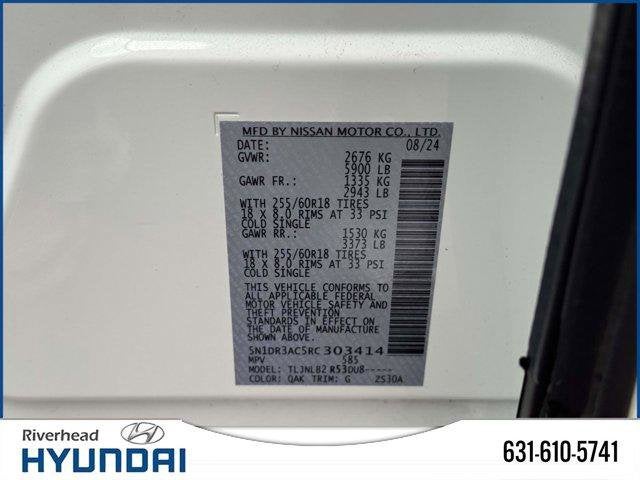 MFD BY NISSAN MOTOR CO., LTD.
DATE: 08/24
GVWR: 2676 KG
5900 LB
GAWR FR.: 1335 KG
2943 LB
WITH 255/60R18 TIRES
18 X 8.0 RIMS AT 33 PSI
COLD SINGLE
GAWR RR.: 1530 KG
3373 LB
WITH 255/60R18 TIRES
18 X 8.0 RIMS AT 33 PSI
COLD SINGLE
THIS VEHICLE CONFORMS TO
ALL APPLICABLE FEDERAL
MOTOR VEHICLE SAFETY AND
THEFT PREVENTION
STANDARDS IN EFFECT ON
THE DATE OF MANUFACTURE
SHOWN ABOVE.
5N1DR3AC5RC303414
MPV 585
MODEL: TLJNLB2 R53DU8-----
COLOR: QAK TRIM: G 2S30A
Riverhead
HYUNDAI
631-610-5741